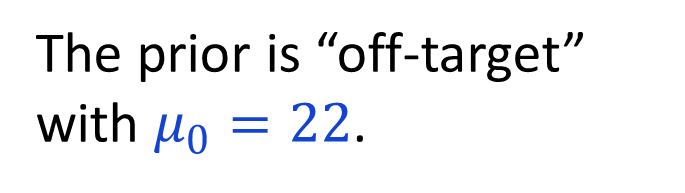 The prior is “off-target”
with μ₀ = 22.